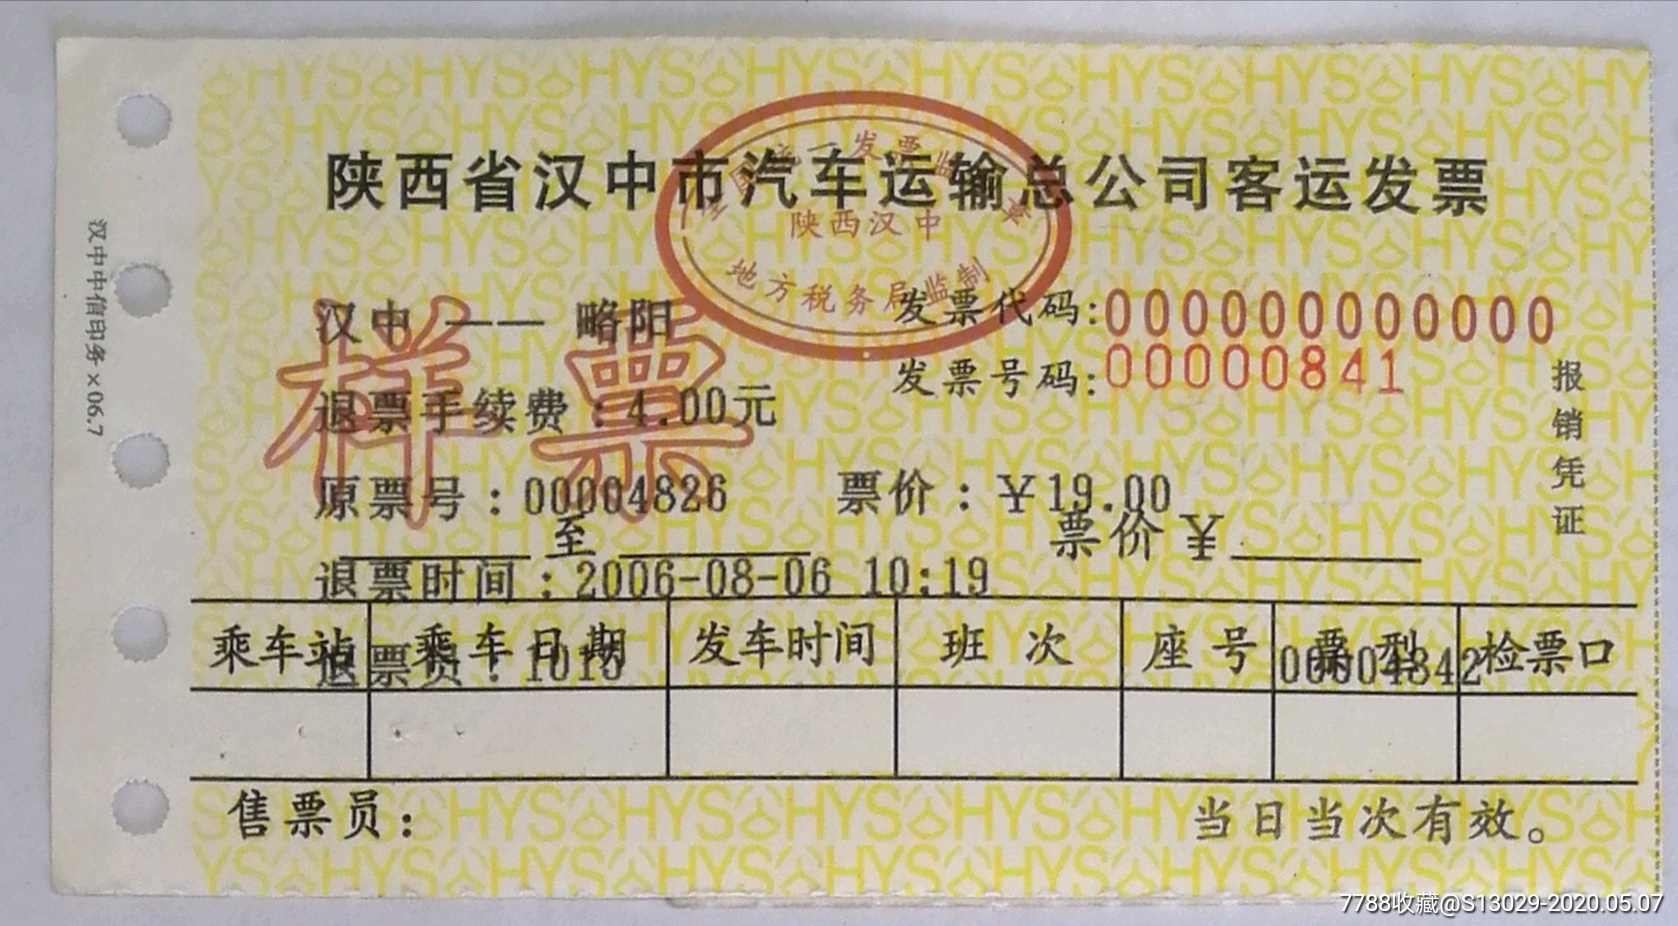 陕西省汉中市汽车运输总公司客运发票
全国统一发票监制章
陕西汉中
地方税务局监制
汉中 —— 略阳
发票代码:000000000000
样票
发票号码:00000841
退票手续费:4.00元
原票号:00004826 票价:¥19.00
至 票价¥
退票时间:2006-08-06 10:19
乘车站 乘车日期 发车时间 班次 座号 票型 检票口
退票员:1015 00004842
售票员: 当日当次有效。
报销凭证
汉中中信印务×06.7
HYS
7788收藏@S13029-2020.05.07